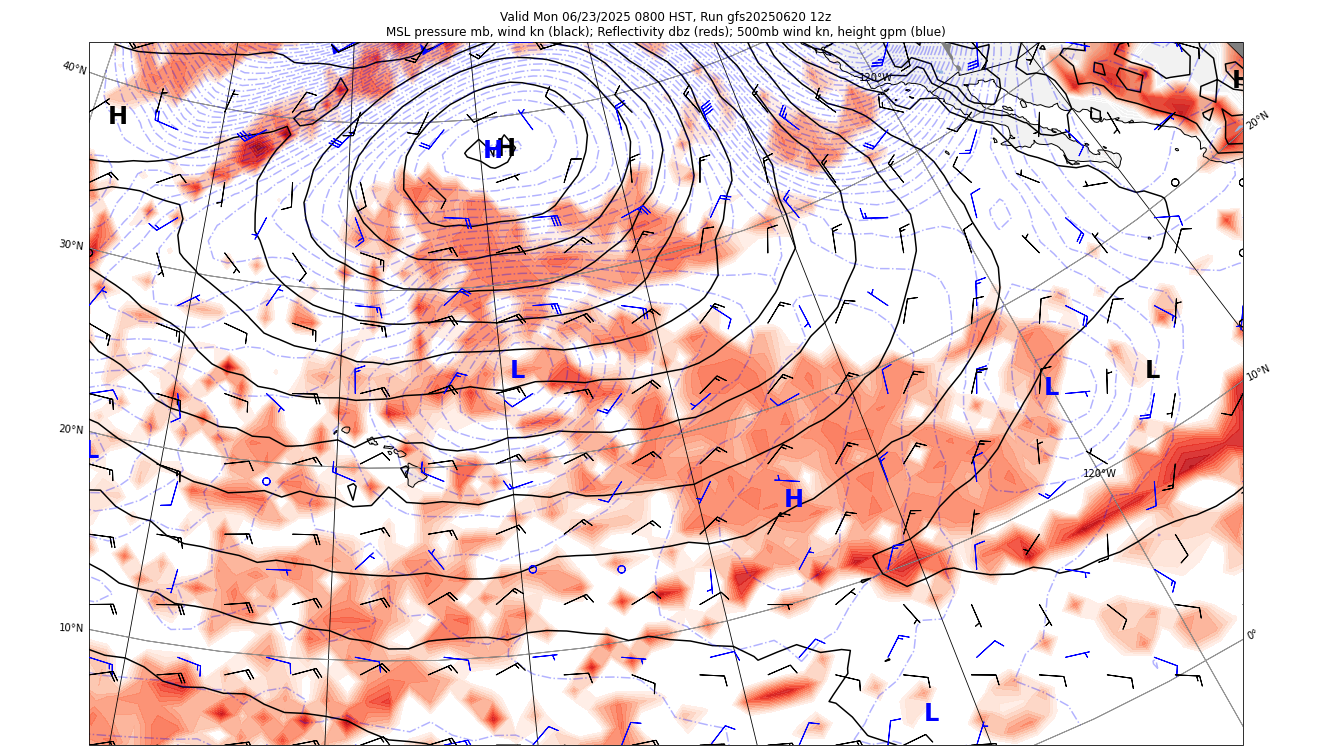 Valid Mon 06/23/2025 0800 HST, Run gfs20250620 12z
MSL pressure mb, wind kn (black); Reflectivity dbz (reds); 500mb wind kn, height gpm (blue)
40°N
120°W
H
H
20°N
H
H
30°N
L
L
L
10°N
20°N
L
120°W
H
10°N
0°
L